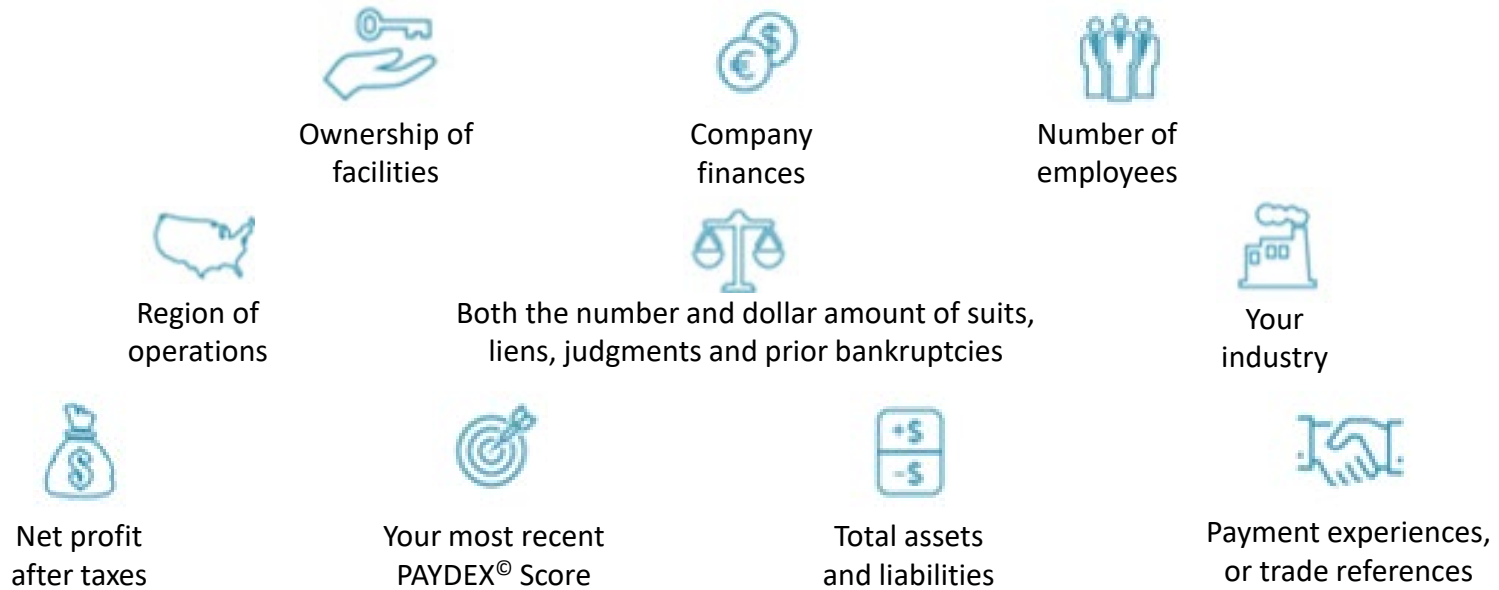 Ownership of
facilities
Company
finances
Number of
employees
Region of
operations
Both the number and dollar amount of suits,
liens, judgments and prior bankruptcies
Your
industry
Net profit
after taxes
Your most recent
PAYDEX© Score
+$
-$
Total assets
and liabilities
Payment experiences,
or trade references